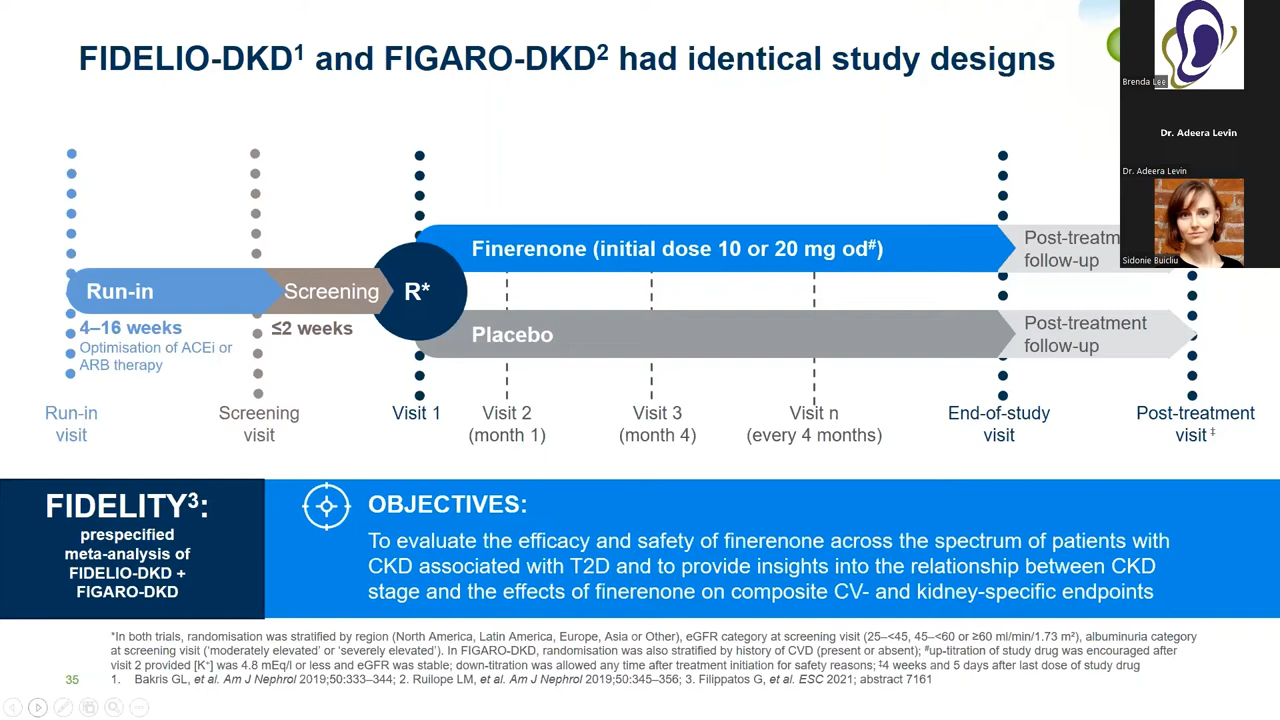 FIDELIO-DKD¹ and FIGARO-DKD² had identical study designs
Brenda Lee
Dr. Adeera Levin
Dr. Adeera Levin
Sidonie Buicliu
Finerenone (initial dose 10 or 20 mg od#)
Post-treatm
follow-up
Run-in
Screening
R*
4–16 weeks
Optimisation of ACEi or
ARB therapy
≤2 weeks
Placebo
Post-treatment
follow-up
Run-in
visit
Screening
visit
Visit 1
Visit 2
(month 1)
Visit 3
(month 4)
Visit n
(every 4 months)
End-of-study
visit
Post-treatment
visit ‡
FIDELITY³:
prespecified
meta-analysis of
FIDELIO-DKD +
FIGARO-DKD
OBJECTIVES:
To evaluate the efficacy and safety of finerenone across the spectrum of patients with
CKD associated with T2D and to provide insights into the relationship between CKD
stage and the effects of finerenone on composite CV- and kidney-specific endpoints
*In both trials, randomisation was stratified by region (North America, Latin America, Europe, Asia or Other), eGFR category at screening visit (25–<45, 45–<60 or ≥60 ml/min/1.73 m²), albuminuria category
at screening visit ('moderately elevated' or 'severely elevated'). In FIGARO-DKD, randomisation was also stratified by history of CVD (present or absent); #up-titration of study drug was encouraged after
visit 2 provided [K⁺] was 4.8 mEq/l or less and eGFR was stable; down-titration was allowed any time after treatment initiation for safety reasons; ‡4 weeks and 5 days after last dose of study drug
1. Bakris GL, et al. Am J Nephrol 2019;50:333–344; 2. Ruilope LM, et al. Am J Nephrol 2019;50:345–356; 3. Filippatos G, et al. ESC 2021; abstract 7161
35